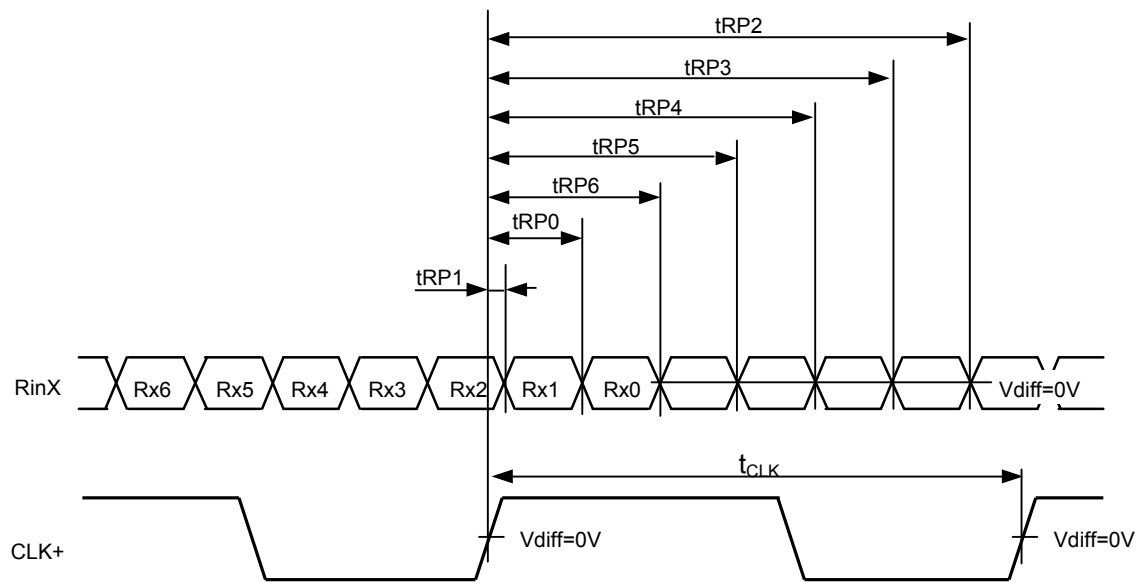 tRP2
tRP3
tRP4
tRP5
tRP6
tRP0
tRP1
RinX Rx6 Rx5 Rx4 Rx3 Rx2 Rx1 Rx0 Vdiff=0V
tCLK
CLK+ Vdiff=0V Vdiff=0V